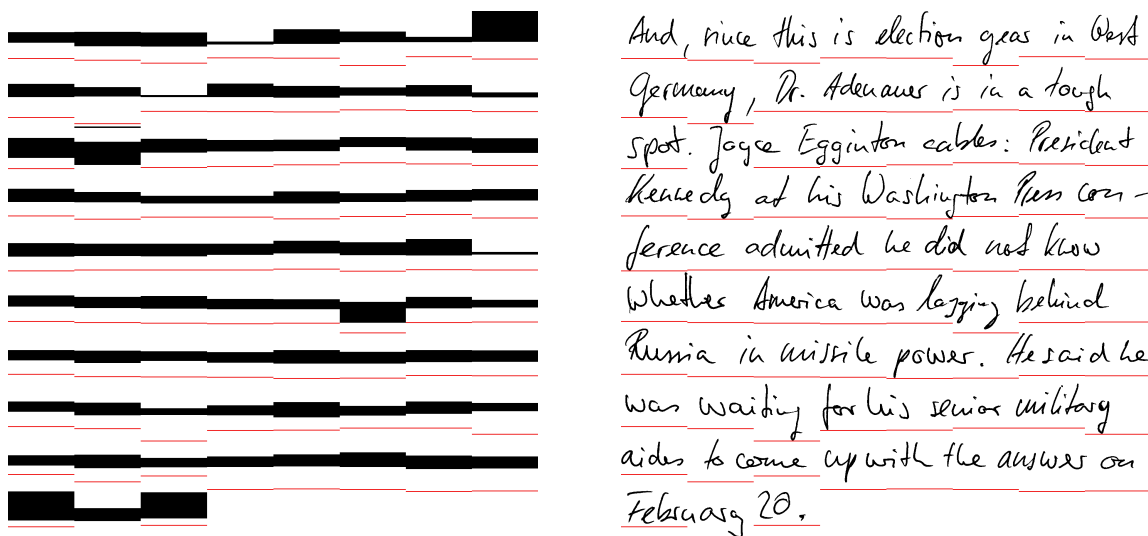 And, since this is election year in West
Germany, Dr. Adenauer is in a tough
spot. Joyce Egginton cables: President
Kennedy at his Washington Press con-
ference admitted he did not know
whether America was lagging behind
Russia in missile power. He said he
was waiting for his senior military
aides to come up with the answer on
February 20.